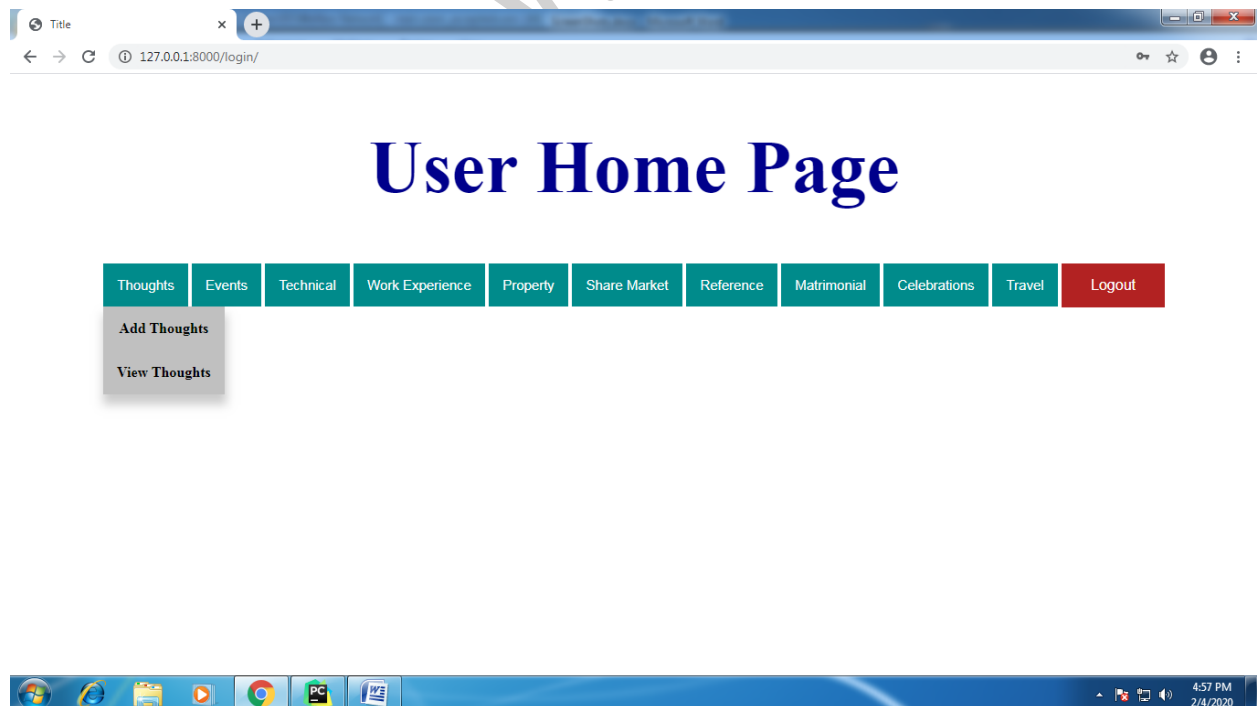 Title
127.0.0.1:8000/login/
User Home Page
Thoughts Events Technical Work Experience Property Share Market Reference Matrimonial Celebrations Travel Logout
Add Thoughts
View Thoughts
PC
W
4:57 PM
2/4/2020